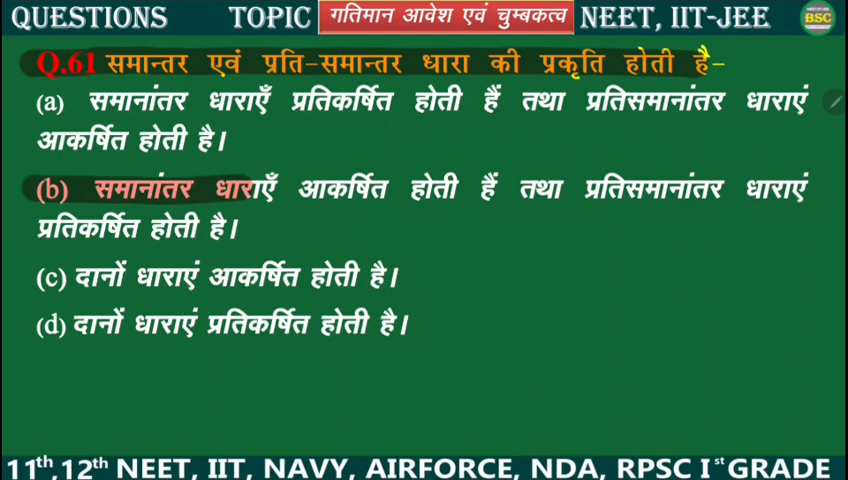 QUESTIONS TOPIC गतिमान आवेश एवं चुम्बकत्व NEET, IIT-JEE
BSC
Q.61 समान्तर एवं प्रति-समान्तर धारा की प्रकृति होती है-
(a) समानांतर धाराएँ प्रतिकर्षित होती हैं तथा प्रतिसमानांतर धाराएं
आकर्षित होती है।
(b) समानांतर धाराएँ आकर्षित होती हैं तथा प्रतिसमानांतर धाराएं
प्रतिकर्षित होती है।
(c) दानों धाराएं आकर्षित होती है।
(d) दानों धाराएं प्रतिकर्षित होती है।
11th,12th NEET, IIT, NAVY, AIRFORCE, NDA, RPSC Ist GRADE